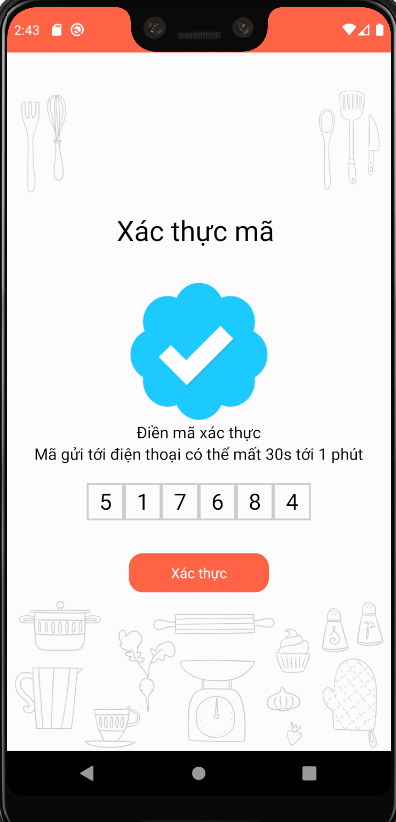 2:43
Xác thực mã
Điền mã xác thực
Mã gửi tới điện thoại có thể mất 30s tới 1 phút
5 1 7 6 8 4
Xác thực